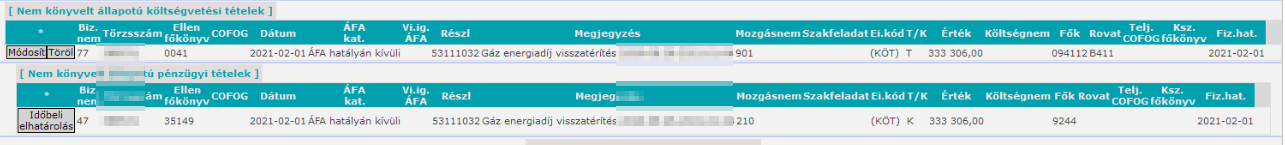 [ Nem könyvelt állapotú költségvetési tételek ]
* Biz. nem Törzsszám Ellen főkönyv COFOG Dátum ÁFA kat. Vi.ig. ÁFA Részl Megjegyzés Mozgásnem Szakfeladat Ei.kód T/K Érték Költségnem Fők Rovat Telj. COFOG Ksz. főkönyv Fiz.hat.
Módosít Töröl 77 0041 2021-02-01 ÁFA hatályán kívüli 53111032 Gáz energiadíj visszatérítés 901 (KÖT) T 333 306,00 094112 B411 2021-02-01
[ Nem könyvelt állapotú pénzügyi tételek ]
* Biz. nem Ellen főkönyv COFOG Dátum ÁFA kat. Vi.ig. ÁFA Részl Mozgásnem Szakfeladat Ei.kód T/K Érték Költségnem Fők Rovat Telj. COFOG Ksz. főkönyv Fiz.hat.
Időbeli elhatárolás 47 35149 2021-02-01 ÁFA hatályán kívüli 53111032 Gáz energiadíj visszatérítés 210 (KÖT) K 333 306,00 9244 2021-02-01